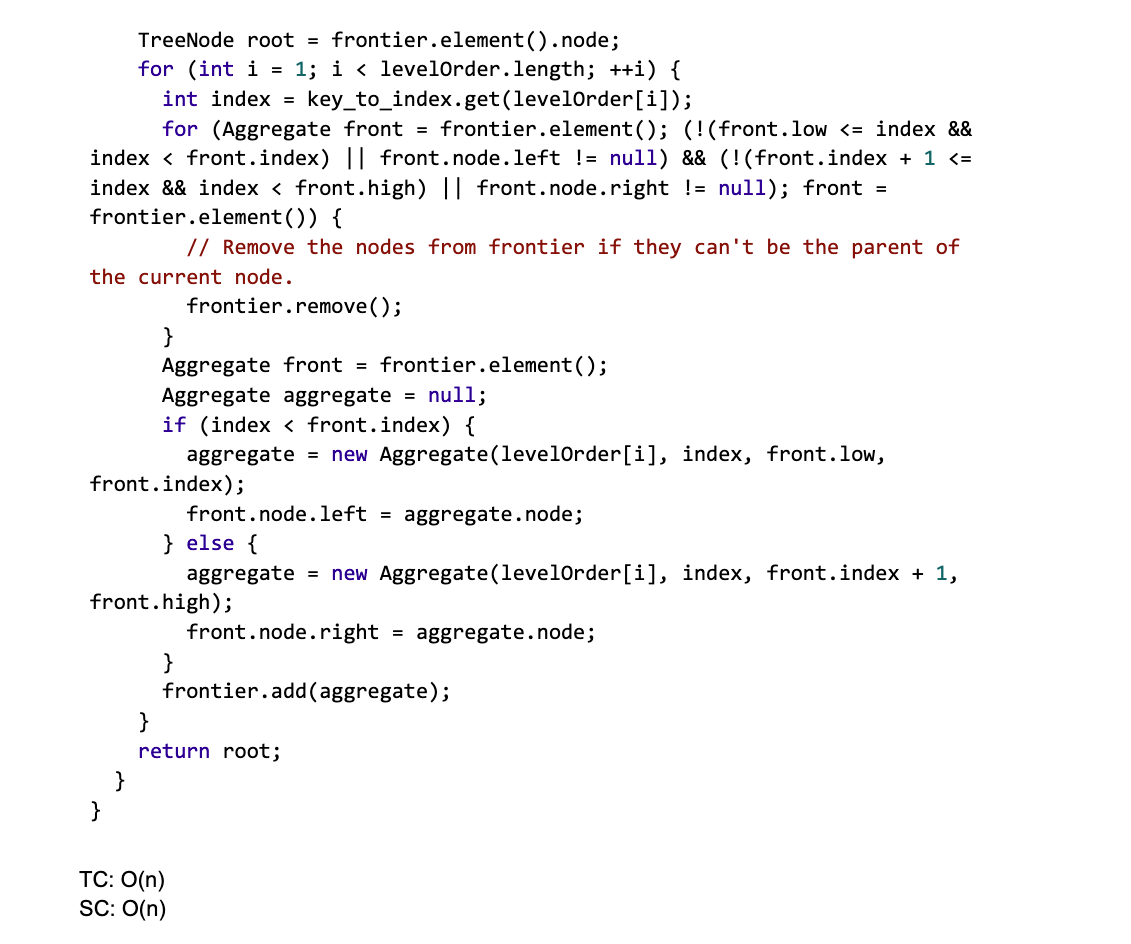 TreeNode root = frontier.element().node;
for (int i = 1; i < levelOrder.length; ++i) {
int index = key_to_index.get(levelOrder[i]);
for (Aggregate front = frontier.element(); (!(front.low <= index &&
index < front.index) || front.node.left != null) && (!(front.index + 1 <=
index && index < front.high) || front.node.right != null); front =
frontier.element()) {
// Remove the nodes from frontier if they can't be the parent of
the current node.
frontier.remove();
}
Aggregate front = frontier.element();
Aggregate aggregate = null;
if (index < front.index) {
aggregate = new Aggregate(levelOrder[i], index, front.low,
front.index);
front.node.left = aggregate.node;
} else {
aggregate = new Aggregate(levelOrder[i], index, front.index + 1,
front.high);
front.node.right = aggregate.node;
}
frontier.add(aggregate);
}
return root;
}
}
TC: O(n)
SC: O(n)